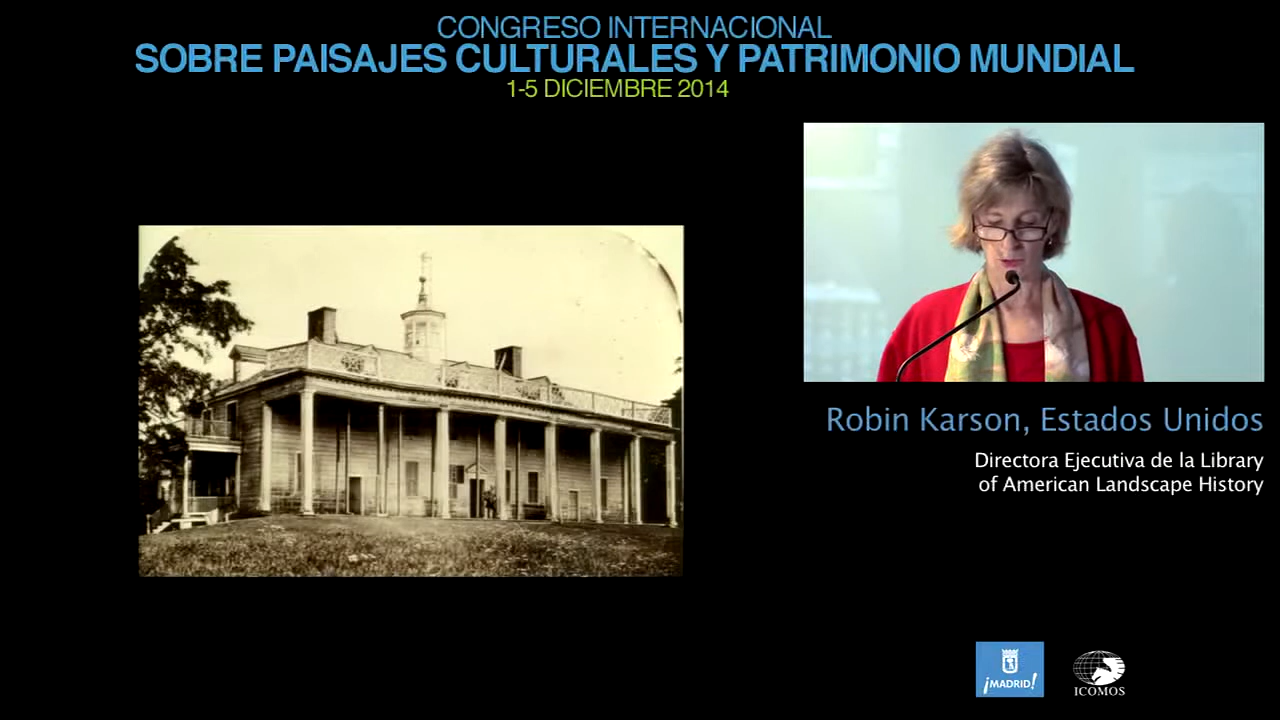 CONGRESO INTERNACIONAL
SOBRE PAISAJES CULTURALES Y PATRIMONIO MUNDIAL
1-5 DICIEMBRE 2014
Robin Karson, Estados Unidos
Directora Ejecutiva de la Library
of American Landscape History
¡MADRID!
ICOMOS